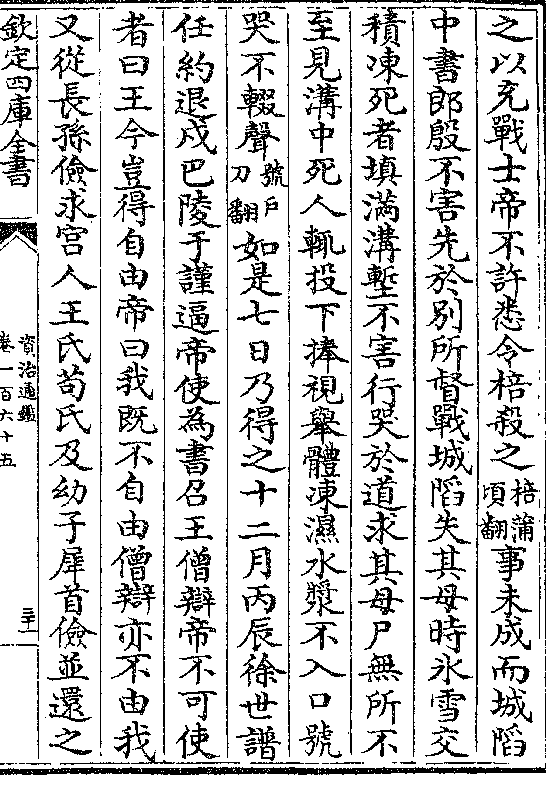 之以充戰士帝不許悉令棓殺之棓蒲項翻事未成而城陷
中書郎殷不害先於別所督戰城陷失其母時氷雪交
積凍死者填滿溝塹不害行哭於道求其母尸無所不
至見溝中死人輒投下捧視舉體凍濕水漿不入口號
哭不輟聲號戶刀翻如是七日乃得之十二月丙辰徐世譜
任約退戍巴陵于謹逼帝使為書召王僧辯帝不可使
者曰王今豈得自由帝曰我既不自由僧辯亦不由我
又從長孫儉求宫人王氏茍氏及幼子犀首儉並還之
欽定四庫全書
資治通鑑
卷一百六十五
三十一